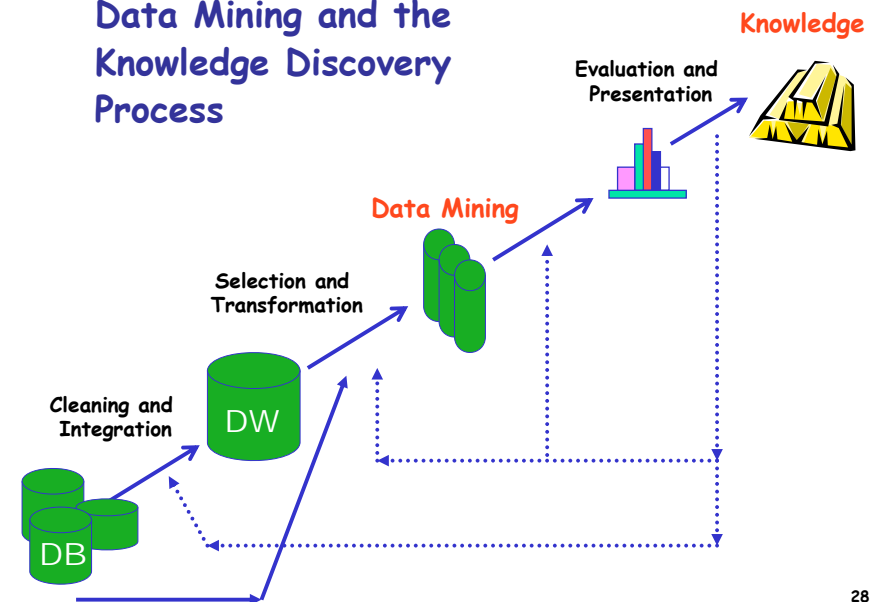 Data Mining and the
Knowledge Discovery
Process
Knowledge
Evaluation and
Presentation
Data Mining
Selection and
Transformation
Cleaning and
Integration
DW
DB
28